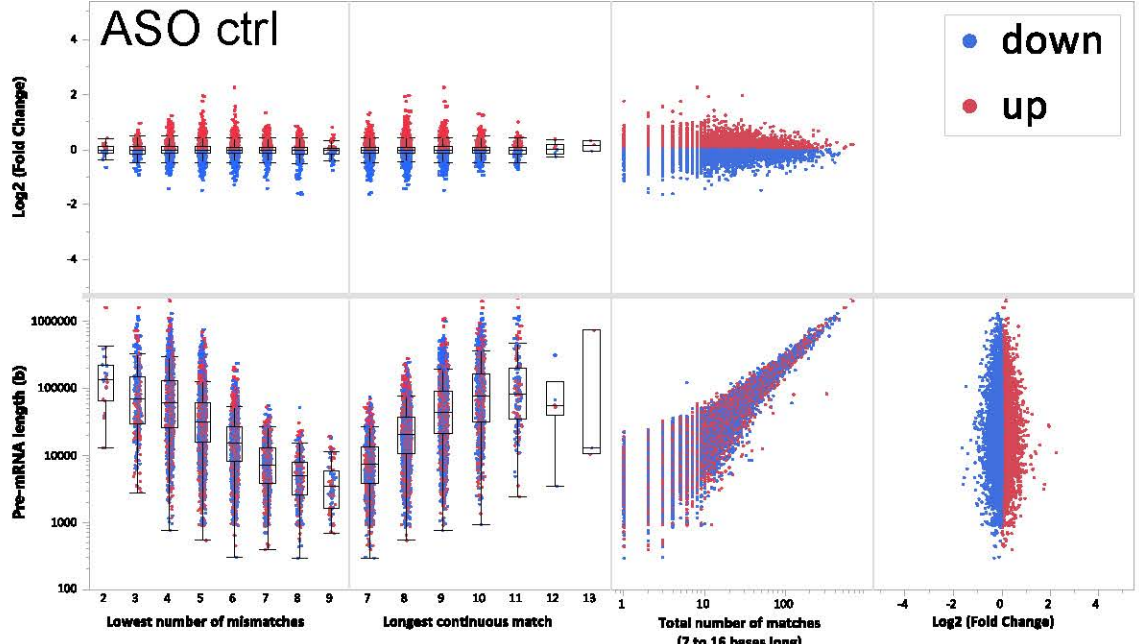 ASO ctrl
down
up
Log2 (Fold Change)
4
2
0
-2
-4
Pre-mRNA length (b)
1000000
100000
10000
1000
100
2 3 4 5 6 7 8 9
7 8 9 10 11 12 13
1 10 100
-4 -2 0 2 4
Lowest number of mismatches
Longest continuous match
Total number of matches
(7 to 16 bases long)
Log2 (Fold Change)